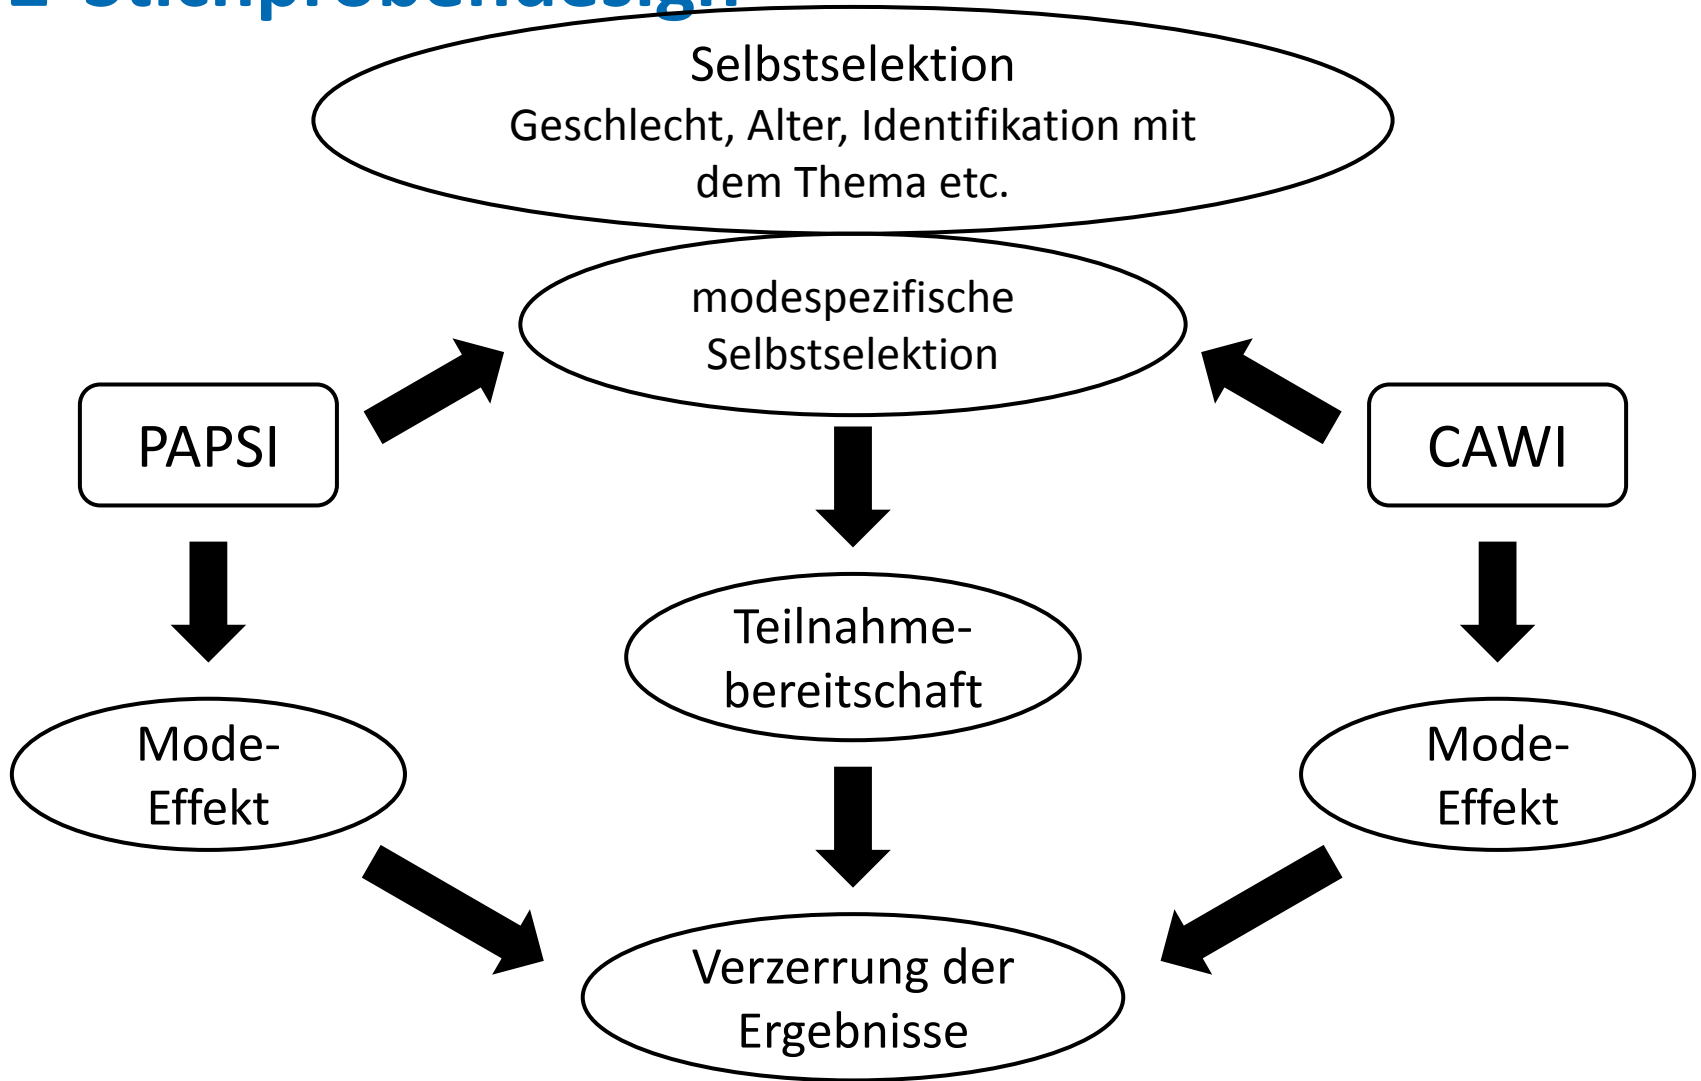 Stichprobendesign
Selbstselektion
Geschlecht, Alter, Identifikation mit
dem Thema etc.
modespezifische
Selbstselektion
PAPSI
CAWI
Teilnahme-
bereitschaft
Mode-
Effekt
Mode-
Effekt
Verzerrung der
Ergebnisse